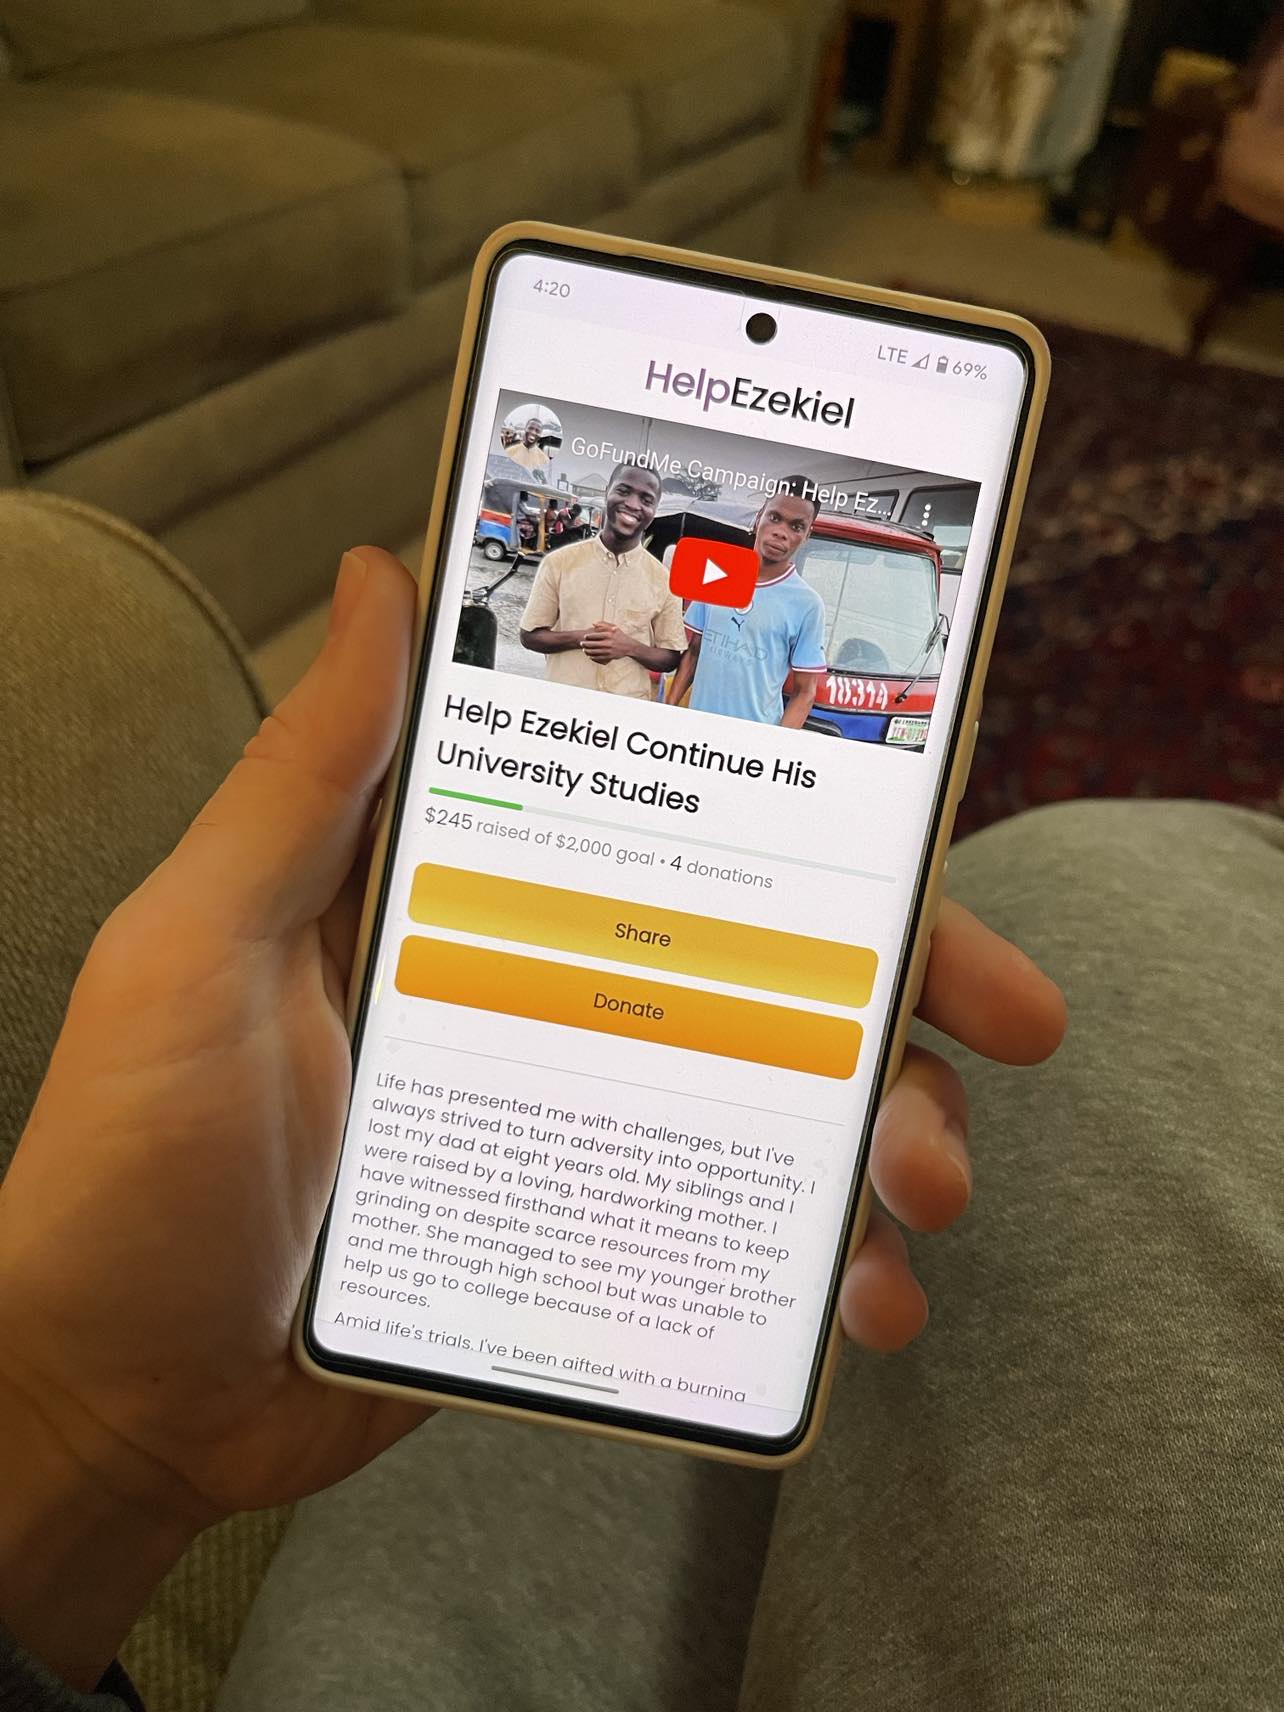 4:20
LTE 69%
HelpEzekiel
GoFundMe Campaign: Help Ez...
ETIHAD
AIRWAYS
10314
Help Ezekiel Continue His
University Studies
$245 raised of $2,000 goal • 4 donations
Share
Donate
Life has presented me with challenges, but I've
always strived to turn adversity into opportunity. I
lost my dad at eight years old. My siblings and I
were raised by a loving, hardworking mother. I
have witnessed firsthand what it means to keep
grinding on despite scarce resources from my
mother. She managed to see my younger brother
and me through high school but was unable to
help us go to college because of a lack of
resources.
Amid life's trials, I've been gifted with a burning